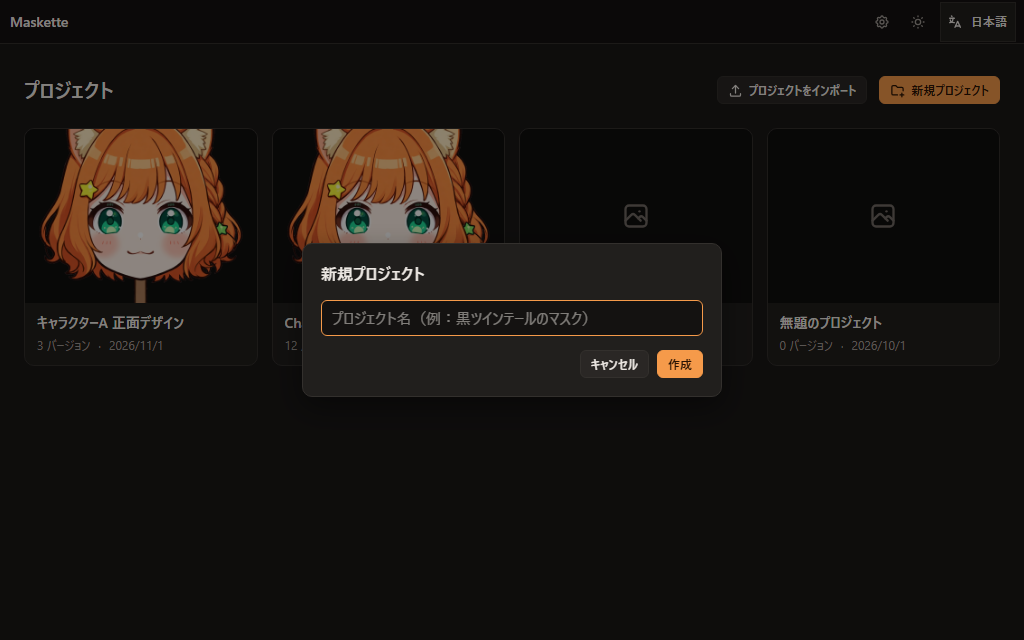 Maskette
日本語
プロジェクト
プロジェクトをインポート
新規プロジェクト
新規プロジェクト
プロジェクト名（例：黒ツインテールのマスク）
キャンセル
作成
キャラクターA 正面デザイン
3 バージョン · 2026/11/1
Ch
12
無題のプロジェクト
0 バージョン · 2026/10/1